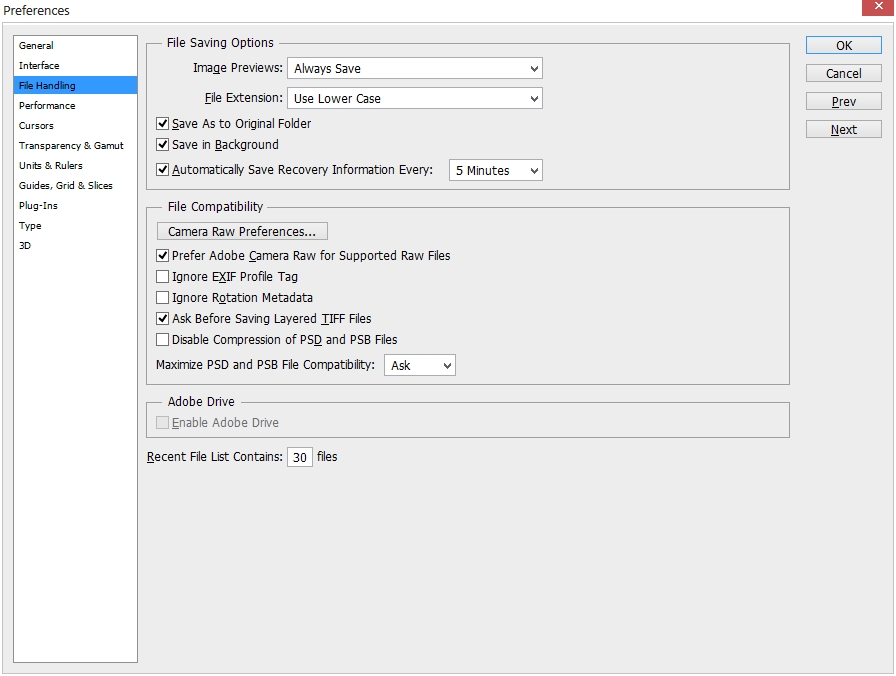 Preferences
General
Interface
File Handling
Performance
Cursors
Transparency & Gamut
Units & Rulers
Guides, Grid & Slices
Plug-Ins
Type
3D
File Saving Options
Image Previews: Always Save
File Extension: Use Lower Case
Save As to Original Folder
Save in Background
Automatically Save Recovery Information Every: 5 Minutes
File Compatibility
Camera Raw Preferences...
Prefer Adobe Camera Raw for Supported Raw Files
Ignore EXIF Profile Tag
Ignore Rotation Metadata
Ask Before Saving Layered TIFF Files
Disable Compression of PSD and PSB Files
Maximize PSD and PSB File Compatibility: Ask
Adobe Drive
Enable Adobe Drive
Recent File List Contains: 30 files
OK
Cancel
Prev
Next